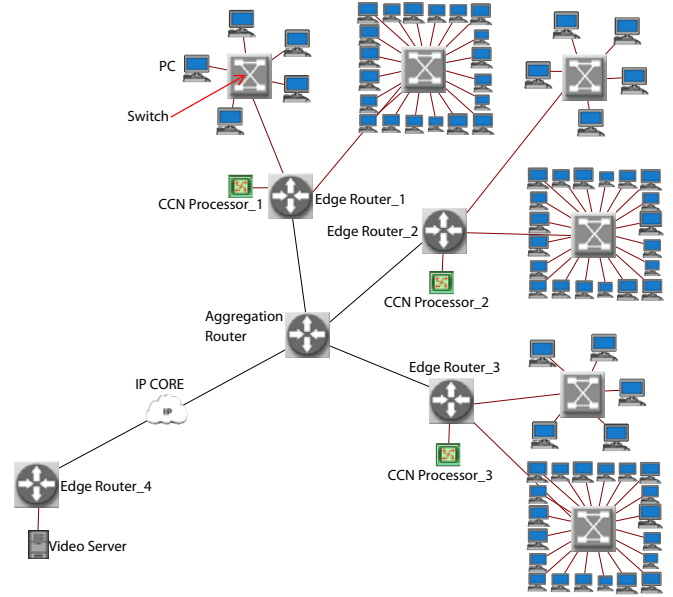 PC
Switch
CCN Processor_1
Edge Router_1
Edge Router_2
CCN Processor_2
Aggregation
Router
Edge Router_3
IP CORE
IP
CCN Processor_3
Edge Router_4
Video Server